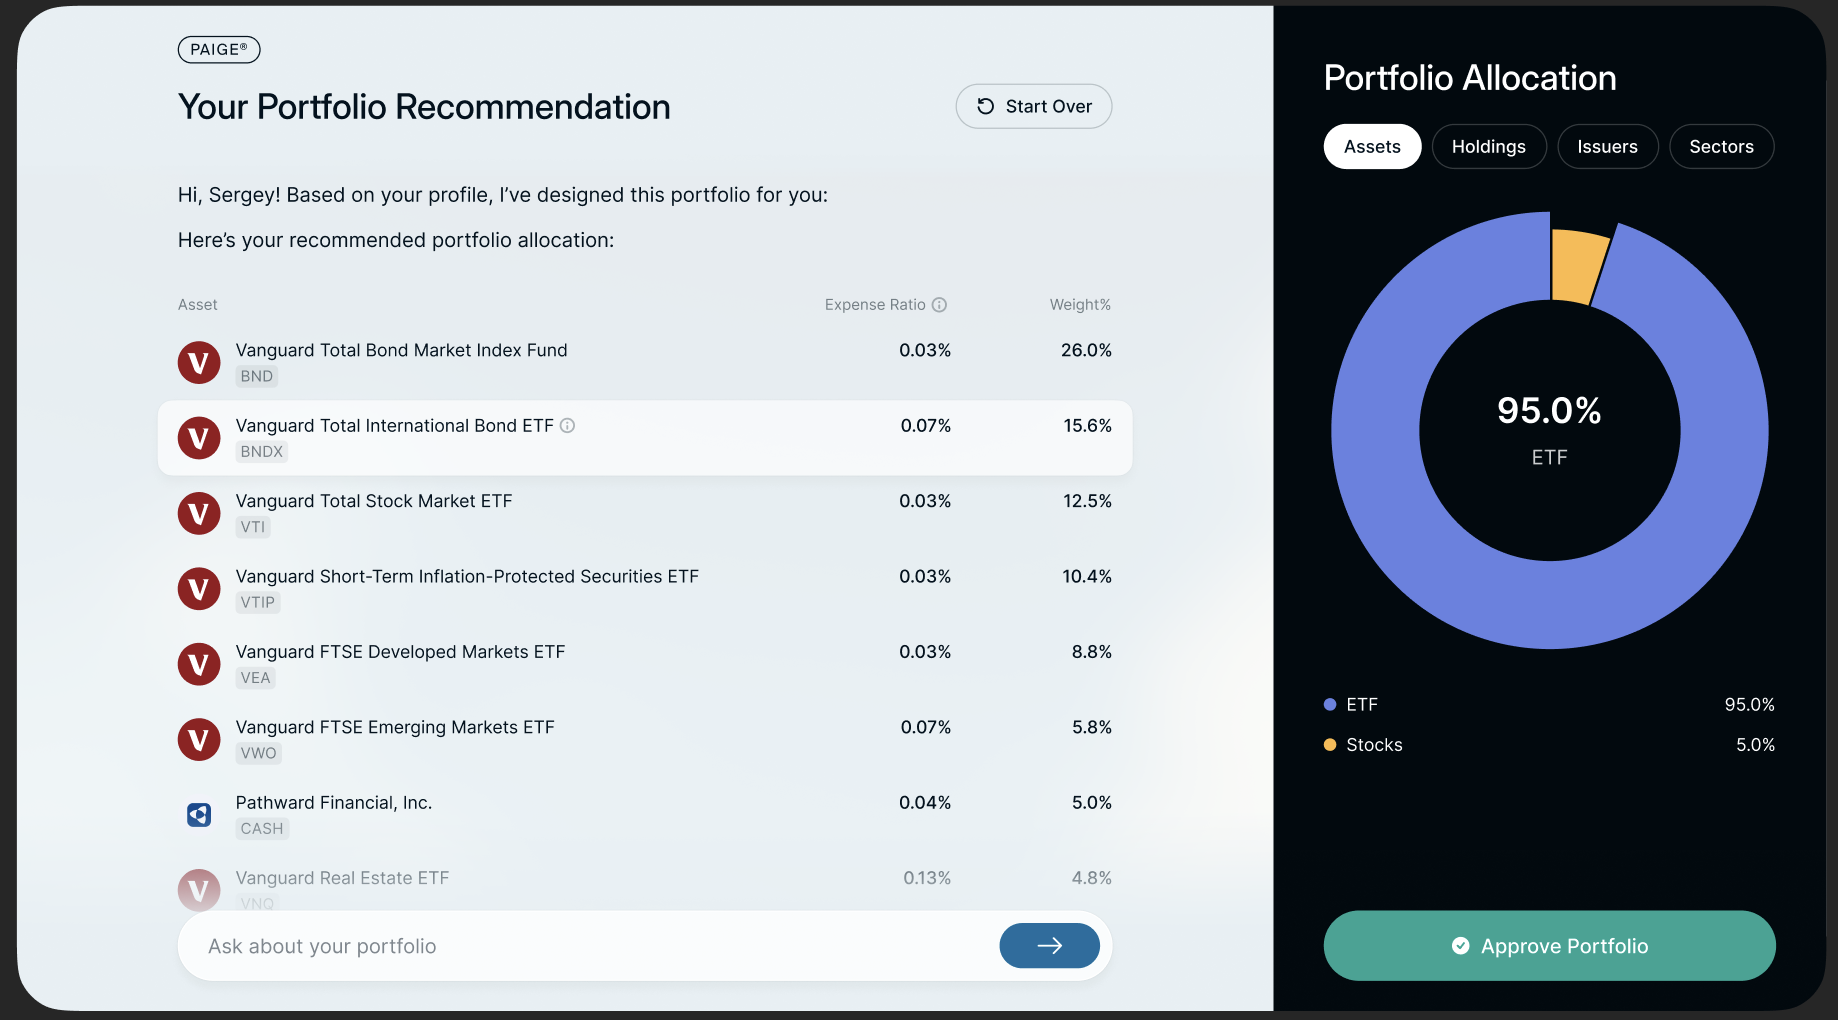 PAIGE®
Your Portfolio Recommendation
Start Over
Hi, Sergey! Based on your profile, I’ve designed this portfolio for you:
Here’s your recommended portfolio allocation:
Asset Expense Ratio Weight%
Vanguard Total Bond Market Index Fund 0.03% 26.0%
BND
Vanguard Total International Bond ETF 0.07% 15.6%
BNDX
Vanguard Total Stock Market ETF 0.03% 12.5%
VTI
Vanguard Short-Term Inflation-Protected Securities ETF 0.03% 10.4%
VTIP
Vanguard FTSE Developed Markets ETF 0.03% 8.8%
VEA
Vanguard FTSE Emerging Markets ETF 0.07% 5.8%
VWO
Pathward Financial, Inc. 0.04% 5.0%
CASH
Vanguard Real Estate ETF 0.13% 4.8%
VNQ
Ask about your portfolio
Portfolio Allocation
Assets Holdings Issuers Sectors
95.0%
ETF
ETF 95.0%
Stocks 5.0%
Approve Portfolio